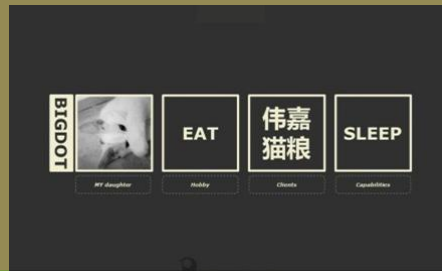 BIGDOT
EAT
伟嘉
猫粮
SLEEP
MY daughter
Hobby
Clients
Capabilities